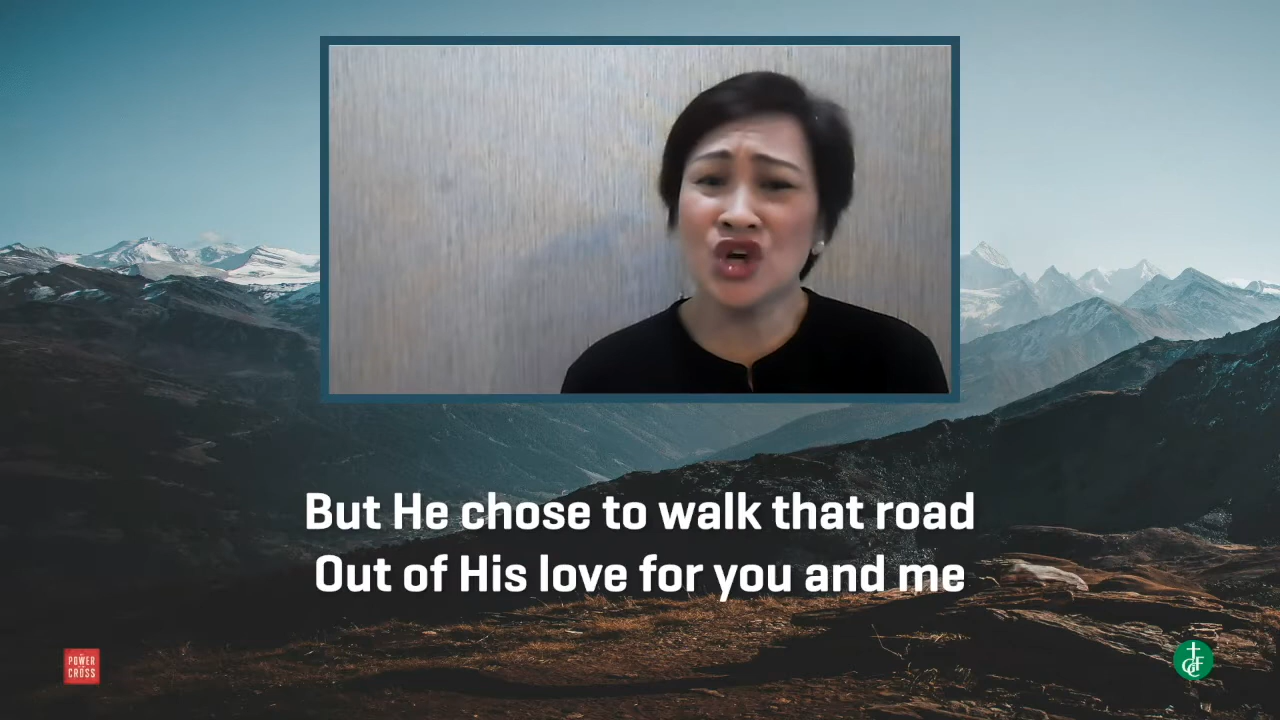 But He chose to walk that road
Out of His love for you and me
POWER
CROSS